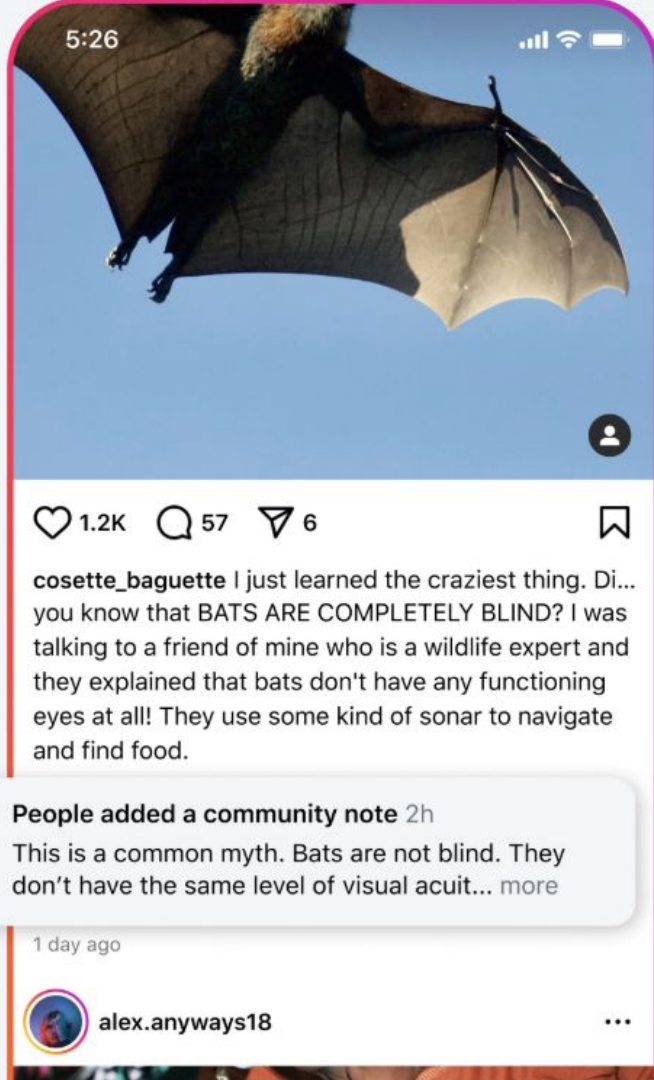 5:26
1.2K 57 6
cosette_baguette I just learned the craziest thing. Di...
you know that BATS ARE COMPLETELY BLIND? I was
talking to a friend of mine who is a wildlife expert and
they explained that bats don't have any functioning
eyes at all! They use some kind of sonar to navigate
and find food.
People added a community note 2h
This is a common myth. Bats are not blind. They
don’t have the same level of visual acuit... more
1 day ago
alex.anyways18